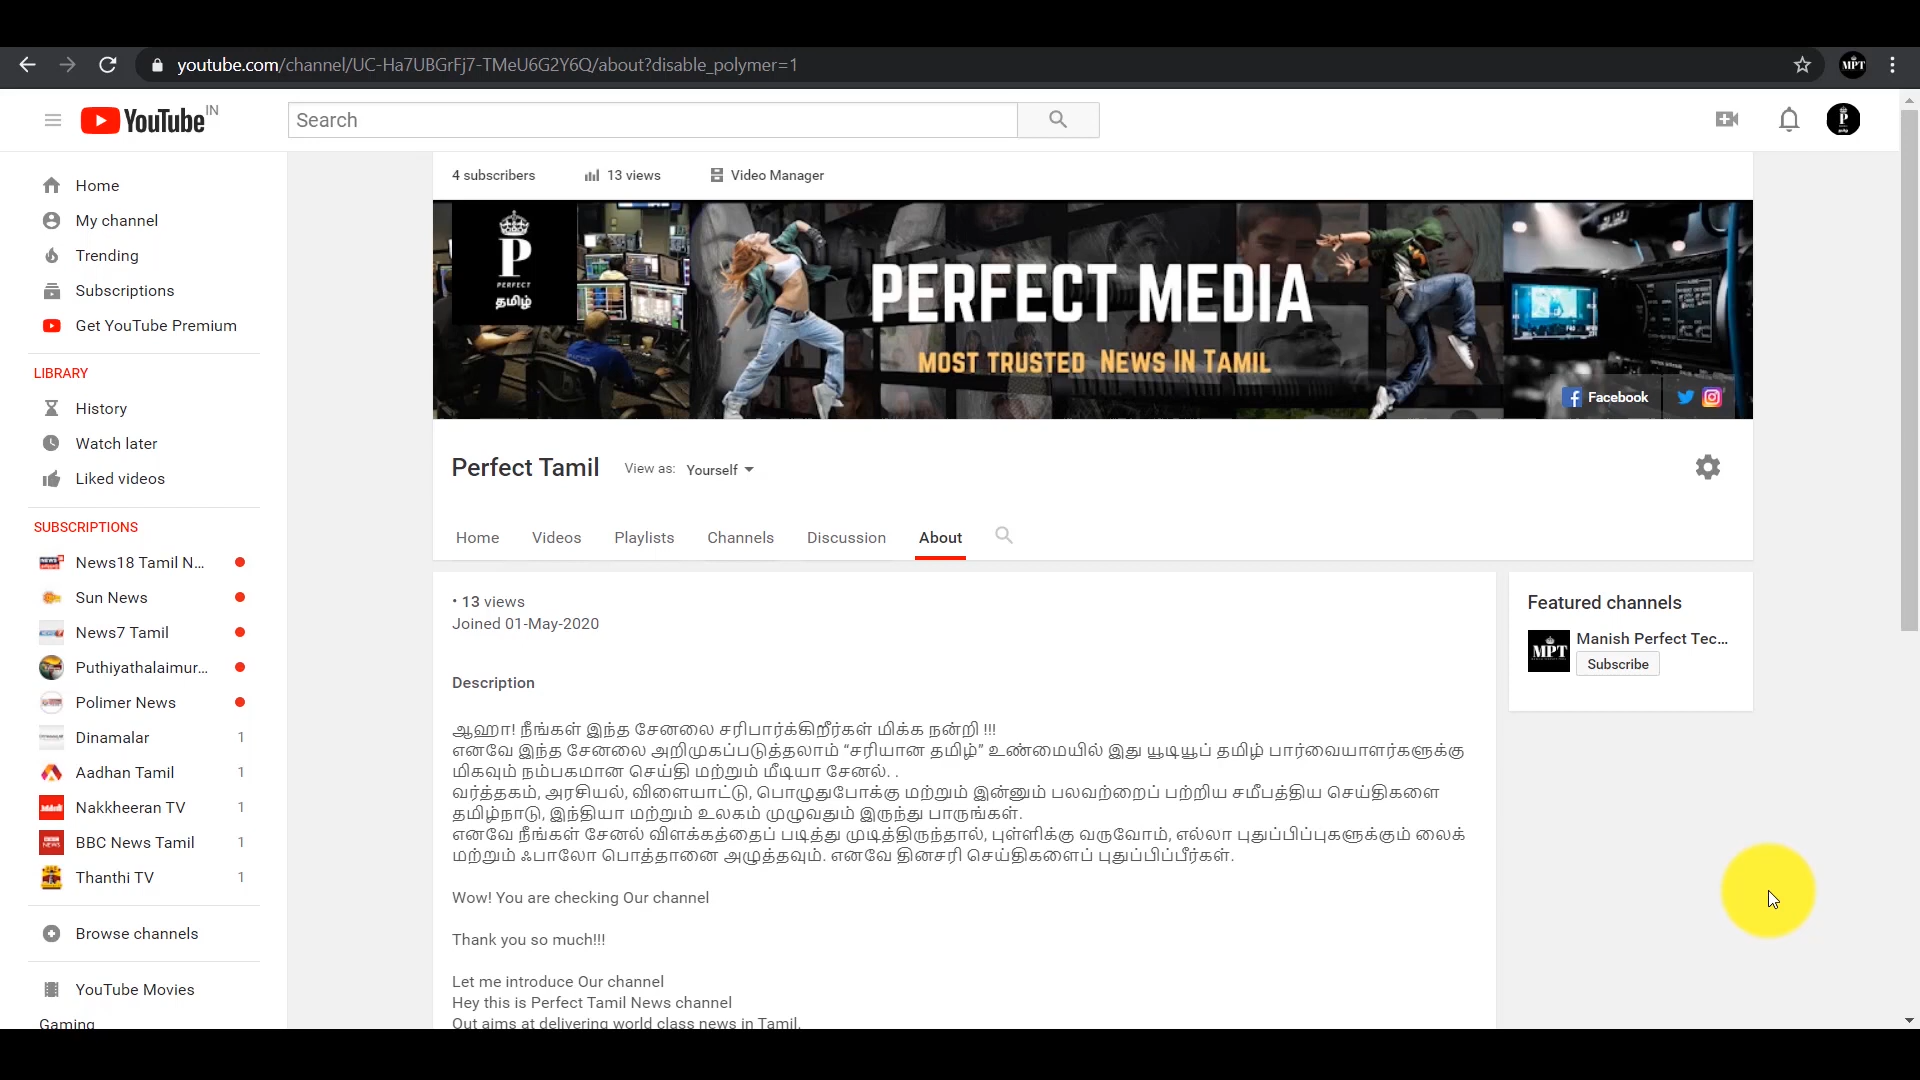 youtube.com/channel/UC-Ha7UBGrFj7-TMeU6G2Y6Q/about?disable_polymer=1
MPT
YouTube IN
Search
Home
My channel
Trending
Subscriptions
Get YouTube Premium
LIBRARY
History
Watch later
Liked videos
SUBSCRIPTIONS
News18 Tamil N...
Sun News
News7 Tamil
Puthiyathalaimur...
Polimer News
Dinamalar 1
Aadhan Tamil 1
Nakkheeran TV 1
BBC News Tamil 1
Thanthi TV 1
Browse channels
YouTube Movies
Gaming
4 subscribers 13 views Video Manager
P
PERFECT
தமிழ்
PERFECT MEDIA
MOST TRUSTED NEWS IN TAMIL
Facebook
Perfect Tamil View as: Yourself
Home Videos Playlists Channels Discussion About
• 13 views
Joined 01-May-2020
Description
ஆஹா! நீங்கள் இந்த சேனலை சரிபார்க்கிறீர்கள் மிக்க நன்றி !!!
எனவே இந்த சேனலை அறிமுகப்படுத்தலாம் “சரியான தமிழ்” உண்மையில் இது யூடியூப் தமிழ் பார்வையாளர்களுக்கு
மிகவும் நம்பகமான செய்தி மற்றும் மீடியா சேனல். .
வர்த்தகம், அரசியல், விளையாட்டு, பொழுதுபோக்கு மற்றும் இன்னும் பலவற்றைப் பற்றிய சமீபத்திய செய்திகளை
தமிழ்நாடு, இந்தியா மற்றும் உலகம் முழுவதும் இருந்து பாருங்கள்.
எனவே நீங்கள் சேனல் விளக்கத்தைப் படித்து முடித்திருந்தால், புள்ளிக்கு வருவோம், எல்லா புதுப்பிப்புகளுக்கும் லைக்
மற்றும் ஃபாலோ பொத்தானை அழுத்தவும். எனவே தினசரி செய்திகளைப் புதுப்பிப்பீர்கள்.
Wow! You are checking Our channel
Thank you so much!!!
Let me introduce Our channel
Hey this is Perfect Tamil News channel
Out aims at delivering world class news in Tamil.
Featured channels
MPT
Manish Perfect Tec...
Subscribe